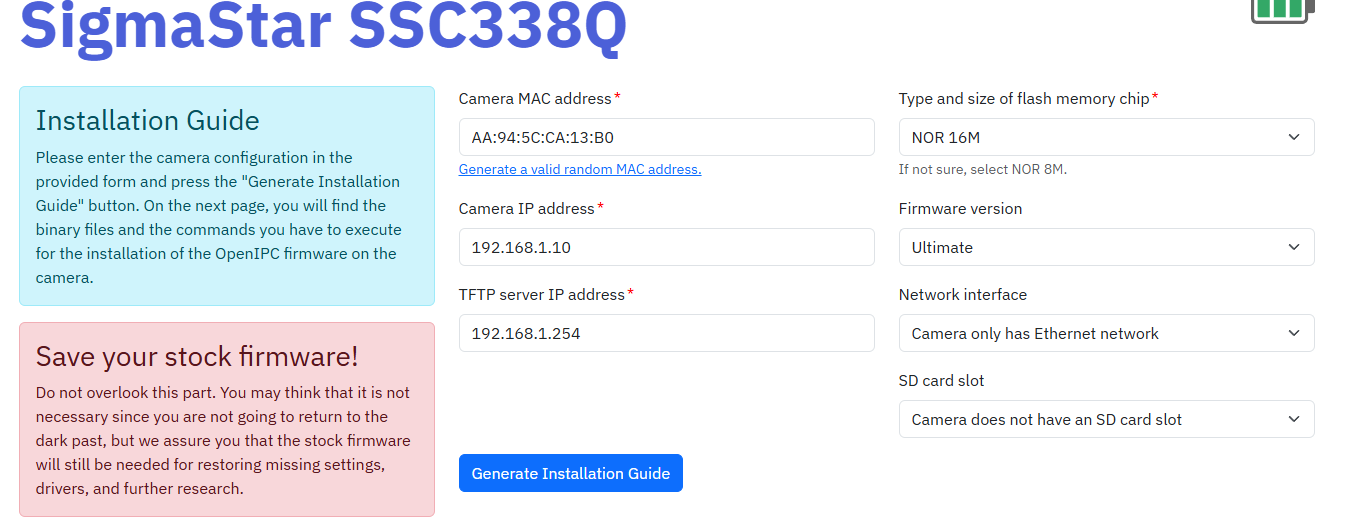 SigmaStar SSC338Q
Installation Guide
Please enter the camera configuration in the
provided form and press the "Generate Installation
Guide" button. On the next page, you will find the
binary files and the commands you have to execute
for the installation of the OpenIPC firmware on the
camera.
Save your stock firmware!
Do not overlook this part. You may think that it is not
necessary since you are not going to return to the
dark past, but we assure you that the stock firmware
will still be needed for restoring missing settings,
drivers, and further research.
Camera MAC address*
AA:94:5C:CA:13:B0
Generate a valid random MAC address.
Camera IP address*
192.168.1.10
TFTP server IP address*
192.168.1.254
Type and size of flash memory chip*
NOR 16M
If not sure, select NOR 8M.
Firmware version
Ultimate
Network interface
Camera only has Ethernet network
SD card slot
Camera does not have an SD card slot
Generate Installation Guide